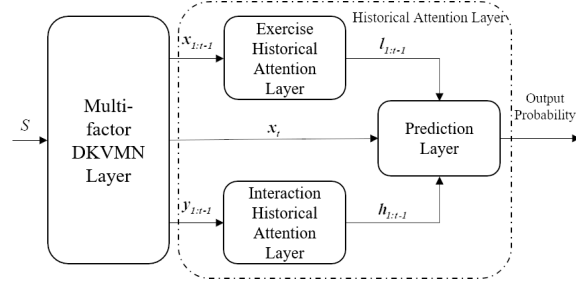 Historical Attention Layer
x1:t-1
Exercise
Historical
Attention
Layer
l1:t-1
Multi-
factor
DKVMN
Layer
S
xt
Prediction
Layer
Output
Probability
y1:t-1
Interaction
Historical
Attention
Layer
h1:t-1